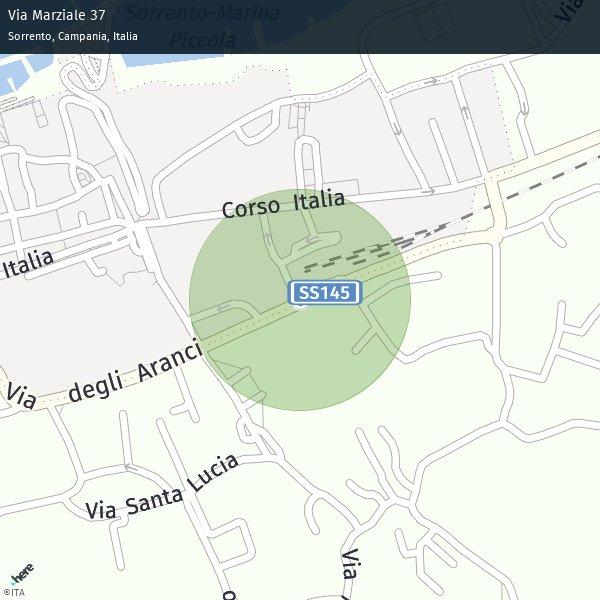 Via Marziale 37
Sorrento, Campania, Italia
Sorrento-Marina
Piccola
Via
Corso Italia
Italia
SS145
Via degli Aranci
Via Santa Lucia
Via
here
©ITA